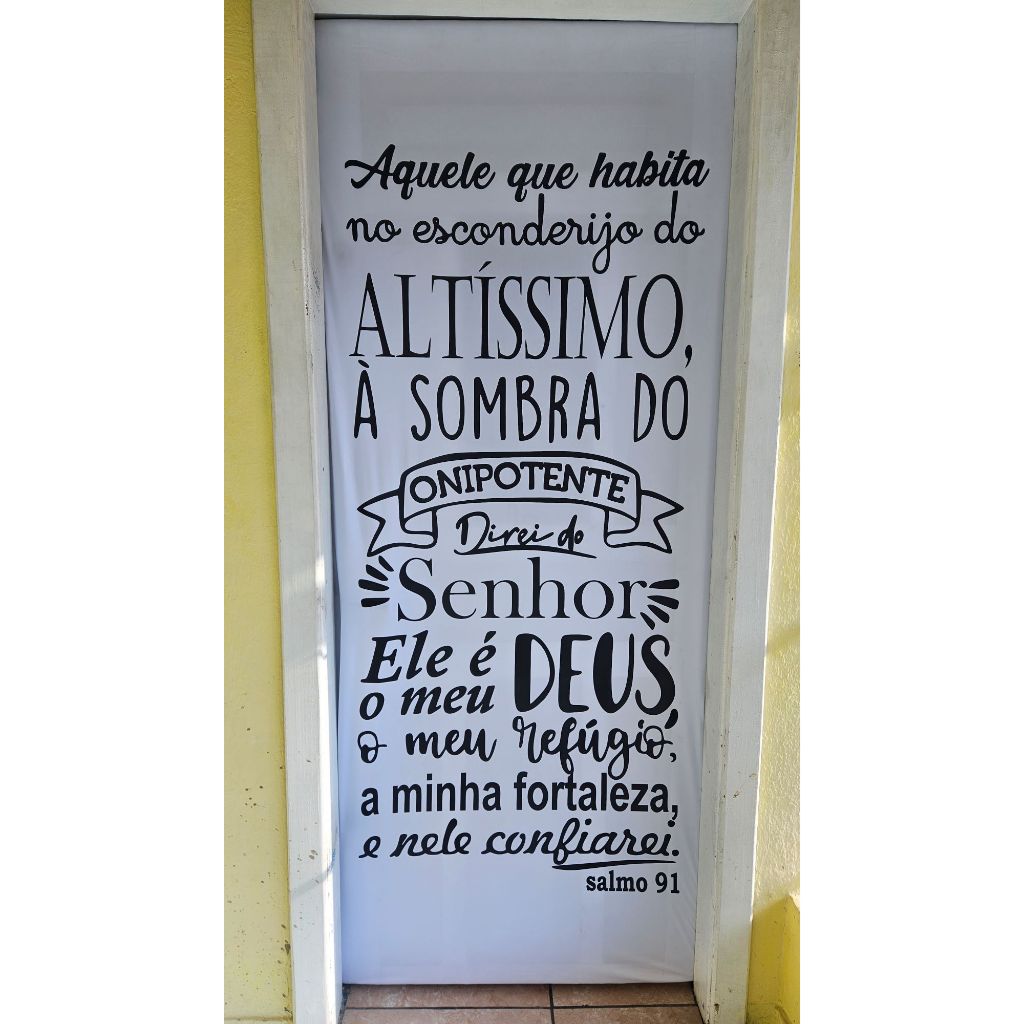 Aquele que habita
no esconderijo do
ALTÍSSIMO,
À SOMBRA DO
ONIPOTENTE
Direi do
Senhor
Ele é DEUS,
o meu
o meu refúgio,
a minha fortaleza,
e nele confiarei.
salmo 91